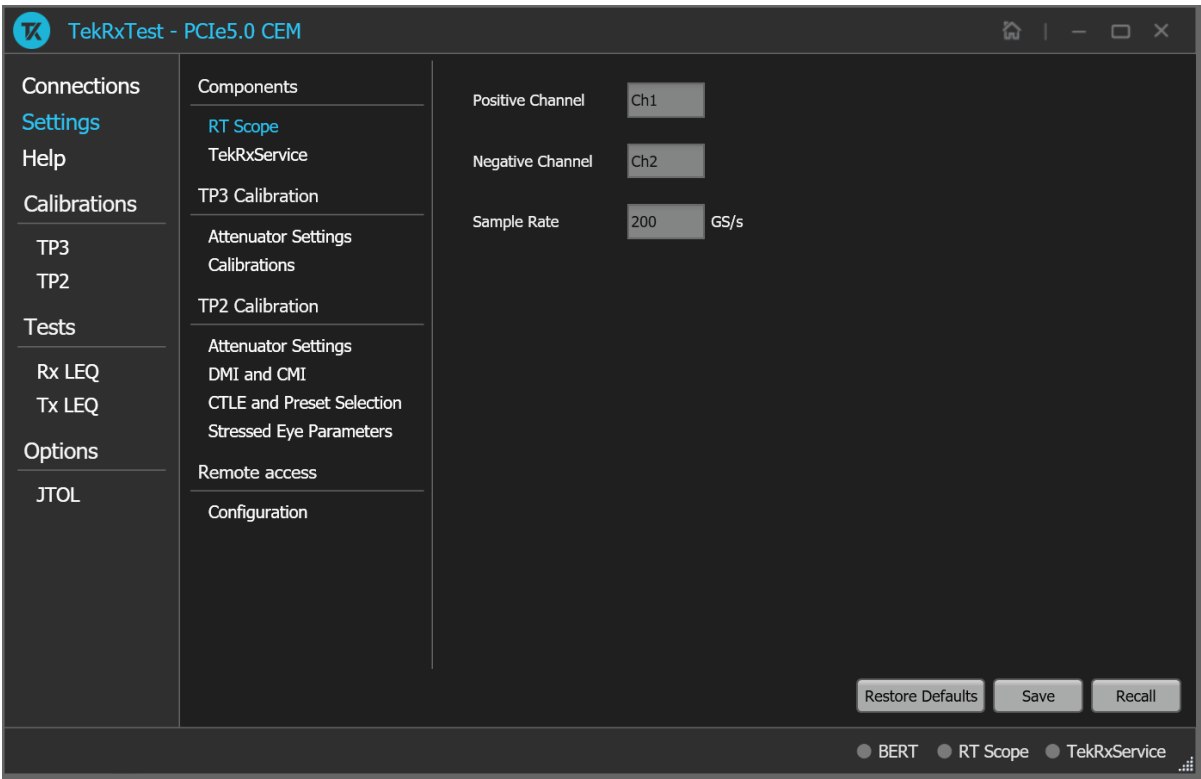 TekRxTest - PCIe5.0 CEM
Connections
Settings
Help
Calibrations
TP3
TP2
Tests
Rx LEQ
Tx LEQ
Options
JTOL
Components
RT Scope
TekRxService
TP3 Calibration
Attenuator Settings
Calibrations
TP2 Calibration
Attenuator Settings
DMI and CMI
CTLE and Preset Selection
Stressed Eye Parameters
Remote access
Configuration
Positive Channel Ch1
Negative Channel Ch2
Sample Rate 200 GS/s
Restore Defaults Save Recall
BERT RT Scope TekRxService